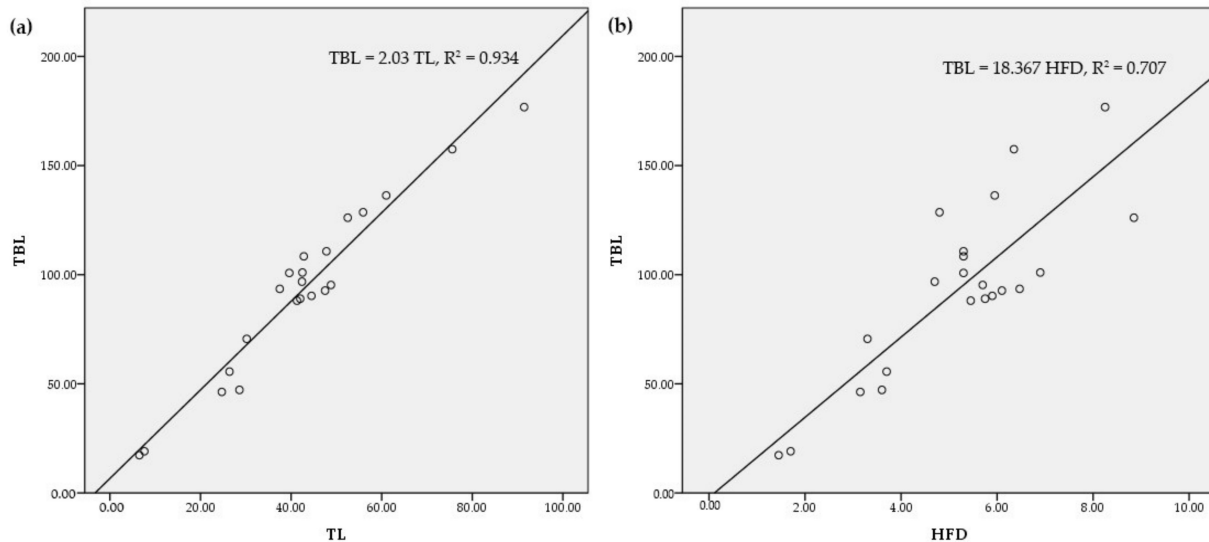 (a)
TBL = 2.03 TL, R² = 0.934
200.00
150.00
100.00
50.00
0.00
TBL
0.00 20.00 40.00 60.00 80.00 100.00
TL
(b)
TBL = 18.367 HFD, R² = 0.707
200.00
150.00
100.00
50.00
0.00
TBL
0.00 2.00 4.00 6.00 8.00 10.00
HFD